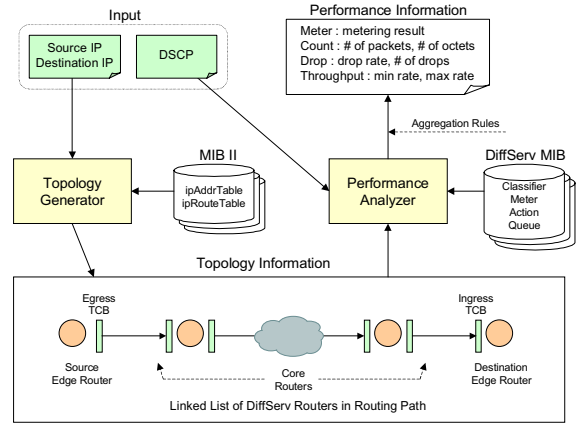 Input
Source IP
Destination IP
DSCP
Performance Information
Meter : metering result
Count : # of packets, # of octets
Drop : drop rate, # of drops
Throughput : min rate, max rate
Aggregation Rules
Topology
Generator
MIB II
ipAddrTable
ipRouteTable
Performance
Analyzer
DiffServ MIB
Classifier
Meter
Action
Queue
Topology Information
Egress
TCB
Ingress
TCB
Source
Edge Router
Core
Routers
Destination
Edge Router
Linked List of DiffServ Routers in Routing Path